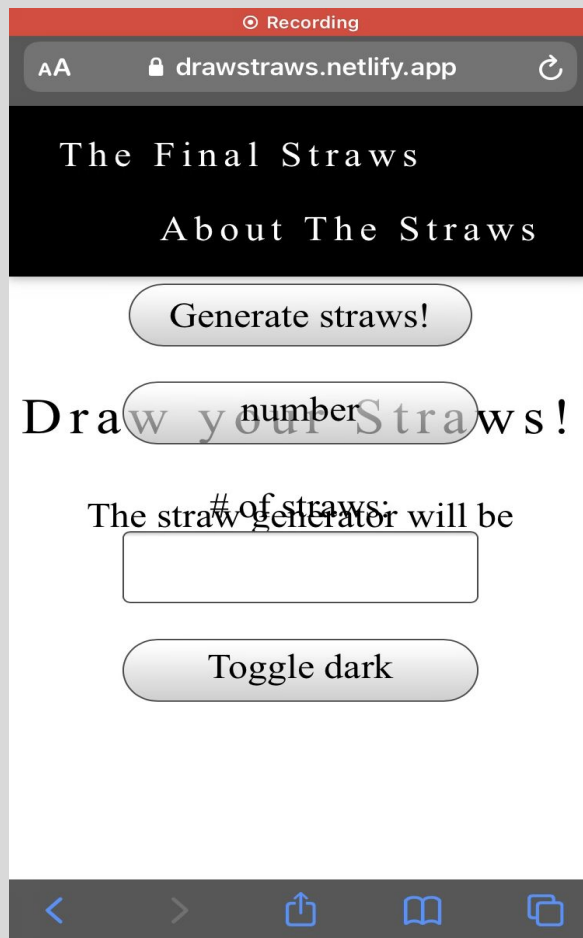 Recording
AA drawstraws.netlify.app
The Final Straws
About The Straws
Generate straws!
Draw your Straws!
number
# of straws:
The straw generator will be
Toggle dark